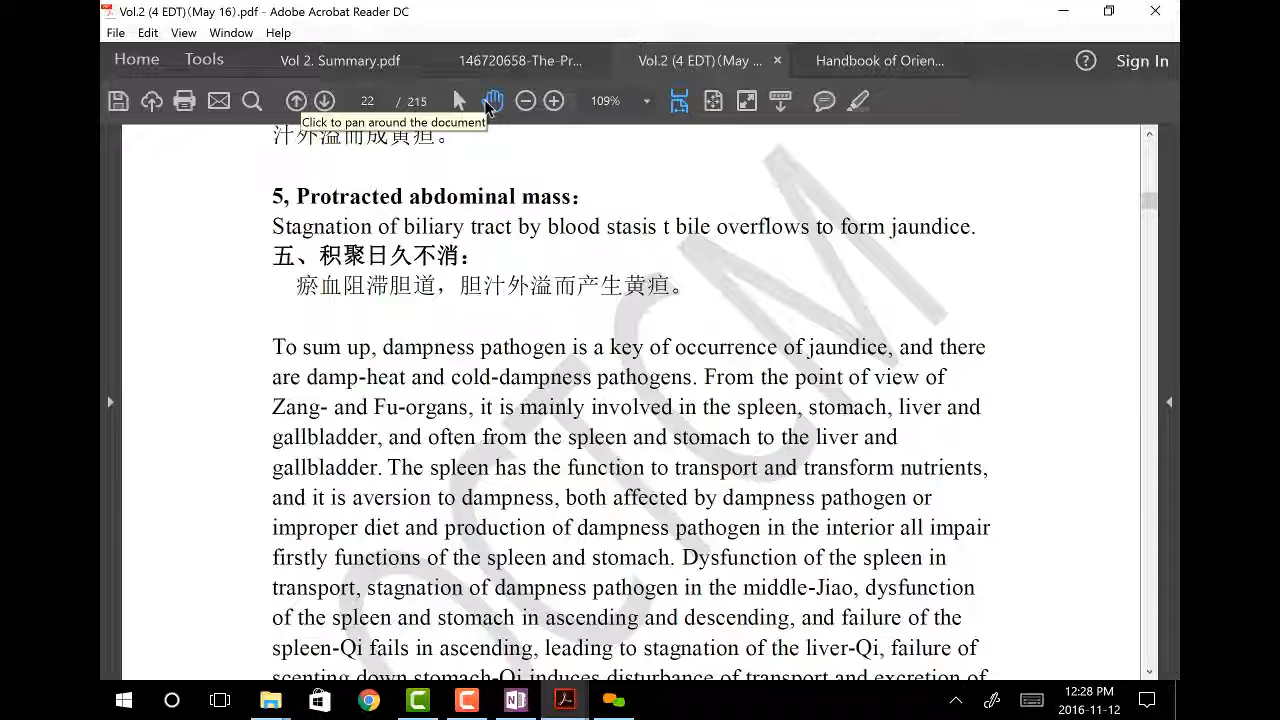 Vol.2 (4 EDT)(May 16).pdf - Adobe Acrobat Reader DC
File Edit View Window Help
Home Tools Vol 2. Summary.pdf 146720658-The-Pr... Vol.2 (4 EDT)(May ... × Handbook of Orien... Sign In
22 / 215 109%
Click to pan around the document
汁外溢而成黄疸。
5, Protracted abdominal mass:
Stagnation of biliary tract by blood stasis t bile overflows to form jaundice.
五、积聚日久不消:
瘀血阻滞胆道，胆汁外溢而产生黄疸。
To sum up, dampness pathogen is a key of occurrence of jaundice, and there
are damp-heat and cold-dampness pathogens. From the point of view of
Zang- and Fu-organs, it is mainly involved in the spleen, stomach, liver and
gallbladder, and often from the spleen and stomach to the liver and
gallbladder. The spleen has the function to transport and transform nutrients,
and it is aversion to dampness, both affected by dampness pathogen or
improper diet and production of dampness pathogen in the interior all impair
firstly functions of the spleen and stomach. Dysfunction of the spleen in
transport, stagnation of dampness pathogen in the middle-Jiao, dysfunction
of the spleen and stomach in ascending and descending, and failure of the
spleen-Qi fails in ascending, leading to stagnation of the liver-Qi, failure of
scenting down stomach-Qi induces disturbance of transport and excretion of
OCTCM
12:28 PM
2016-11-12